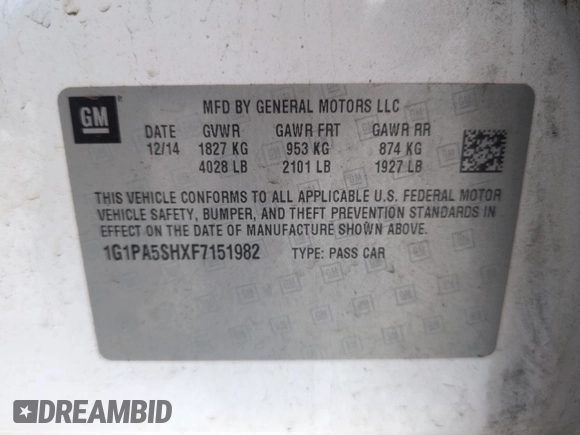 GM
MFD BY GENERAL MOTORS LLC
DATE GVWR GAWR FRT GAWR RR
12/14 1827 KG 953 KG 874 KG
4028 LB 2101 LB 1927 LB
THIS VEHICLE CONFORMS TO ALL APPLICABLE U.S. FEDERAL MOTOR
VEHICLE SAFETY, BUMPER, AND THEFT PREVENTION STANDARDS IN
EFFECT ON THE DATE OF MANUFACTURE SHOWN ABOVE.
1G1PA5SHXF7151982 TYPE: PASS CAR
DREAMBID